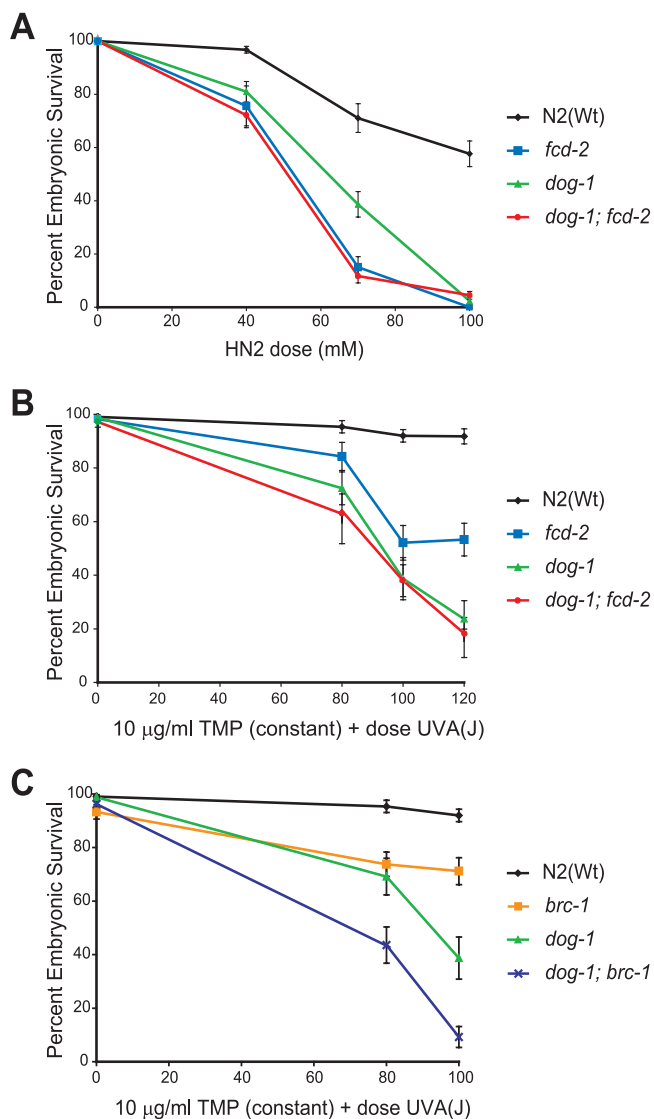 A
Percent Embryonic Survival
100
80
60
40
20
0
0 20 40 60 80 100
HN2 dose (mM)
N2(Wt)
fcd-2
dog-1
dog-1; fcd-2
B
Percent Embryonic Survival
100
80
60
40
20
0
0 20 40 60 80 100 120
10 μg/ml TMP (constant) + dose UVA(J)
N2(Wt)
fcd-2
dog-1
dog-1; fcd-2
C
Percent Embryonic Survival
100
80
60
40
20
0
0 20 40 60 80 100
10 μg/ml TMP (constant) + dose UVA(J)
N2(Wt)
brc-1
dog-1
dog-1; brc-1